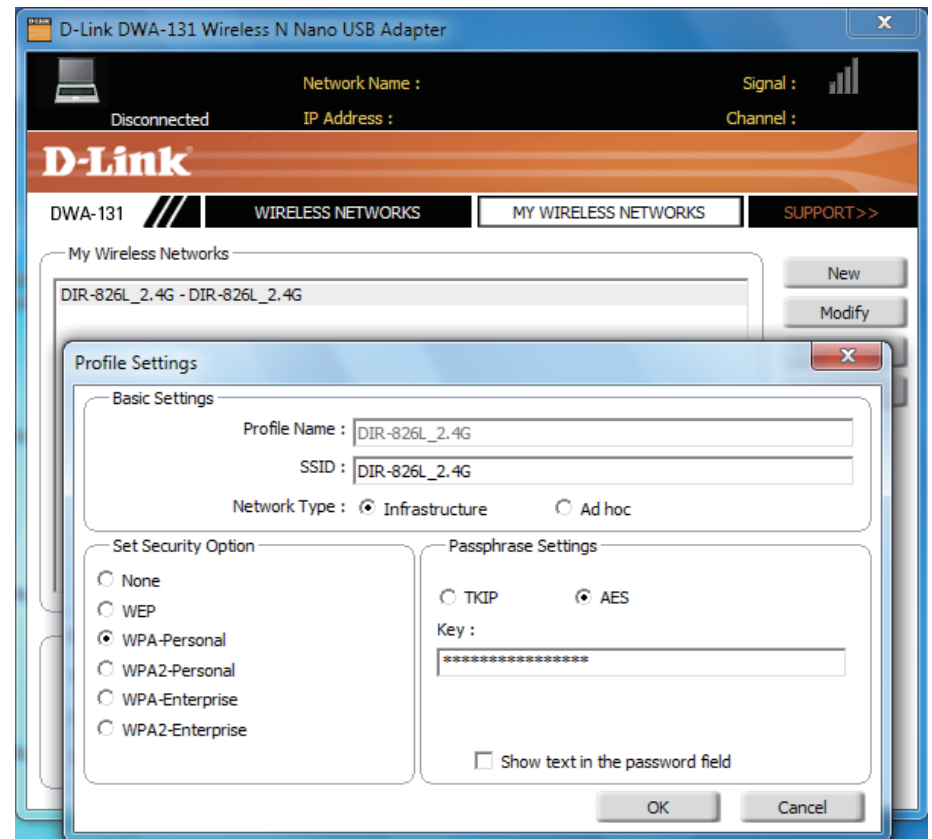 D-Link DWA-131 Wireless N Nano USB Adapter
Network Name : Signal :
Disconnected IP Address : Channel :
D-Link
DWA-131 WIRELESS NETWORKS MY WIRELESS NETWORKS SUPPORT>>
My Wireless Networks
New
DIR-826L_2.4G - DIR-826L_2.4G
Modify
Profile Settings
Basic Settings
Profile Name : DIR-826L_2.4G
SSID : DIR-826L_2.4G
Network Type : Infrastructure Ad hoc
Set Security Option
None
WEP
WPA-Personal
WPA2-Personal
WPA-Enterprise
WPA2-Enterprise
Passphrase Settings
TKIP AES
Key :
****************
Show text in the password field
OK Cancel